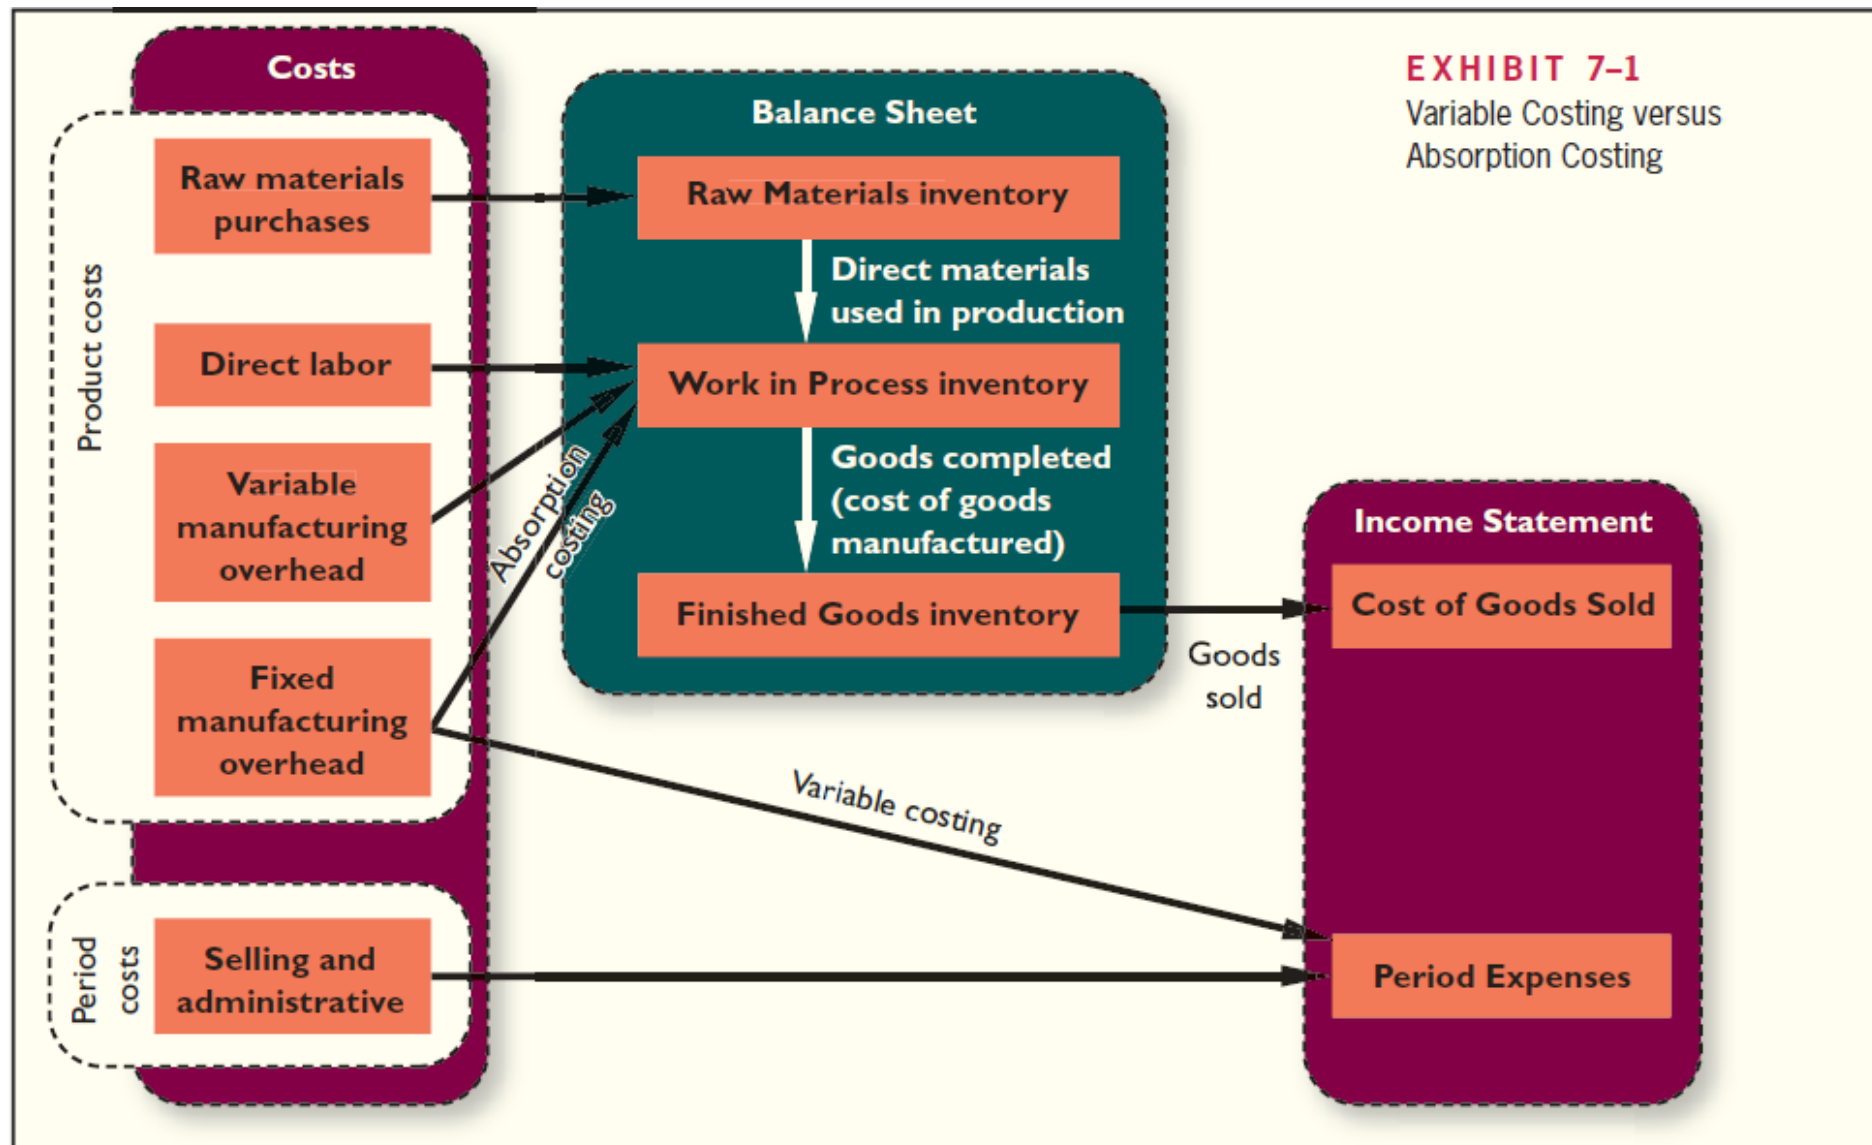 EXHIBIT 7–1
Variable Costing versus
Absorption Costing
Costs
Product costs
Raw materials
purchases
Direct labor
Variable
manufacturing
overhead
Fixed
manufacturing
overhead
Period
costs
Selling and
administrative
Absorption
costing
Variable costing
Balance Sheet
Raw Materials inventory
Direct materials
used in production
Work in Process inventory
Goods completed
(cost of goods
manufactured)
Finished Goods inventory
Goods
sold
Income Statement
Cost of Goods Sold
Period Expenses